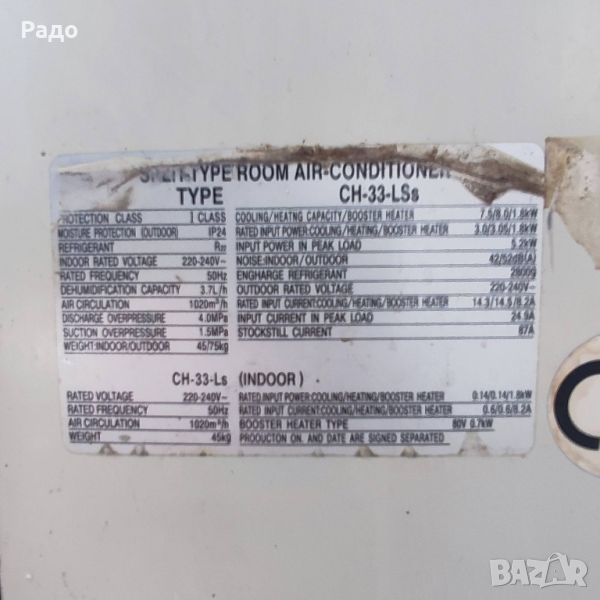 Радо
SPLIT-TYPE ROOM AIR-CONDITIONER
TYPE CH-33-LSs
PROTECTION CLASS I CLASS
MOISTURE PROTECTION (OUTDOOR) IP24
REFRIGERANT R22
INDOOR RATED VOLTAGE 220-240V~
RATED FREQUENCY 50Hz
DEHUMIDIFICATION CAPACITY 3.7L/h
AIR CIRCULATION 1020m³/h
DISCHARGE OVERPRESSURE 4.0MPa
SUCTION OVERPRESSURE 1.5MPa
WEIGHT:INDOOR/OUTDOOR 45/75kg
COOLING/HEATNG CAPACITY/BOOSTER HEATER 7.5/8.0/1.8kW
RATED INPUT POWER:COOLING/HEATING/BOOSTER HEATER 3.0/3.05/1.8kW
INPUT POWER IN PEAK LOAD 5.2kW
NOISE:INDOOR/OUTDOOR 42/52dB(A)
ENGHARGE REFRIGERANT 2800g
OUTDOOR RATED VOLTAGE 220-240V~
RATED INPUT CURRENT:COOLING/HEATING/BOOSTER HEATER 14.3/14.5/8.2A
INPUT CURRENT IN PEAK LOAD 24.9A
STOCKSTILL CURRENT 87A
CH-33-Ls (INDOOR)
RATED VOLTAGE 220-240V~
RATED FREQUENCY 50Hz
AIR CIRCULATION 1020m³/h
WEIGHT 45kg
RATED INPUT POWER:COOLING/HEATING/BOOSTER HEATER 0.14/0.14/1.8kW
RATED INPUT CURRENT:COOLING/HEATING/BOOSTER HEATER 0.6/0.6/8.2A
BOOSTER HEATER TYPE 80V 0.7kW
PRODUCTON ON. AND DATE ARE SIGNED SEPARATED
BAZAR